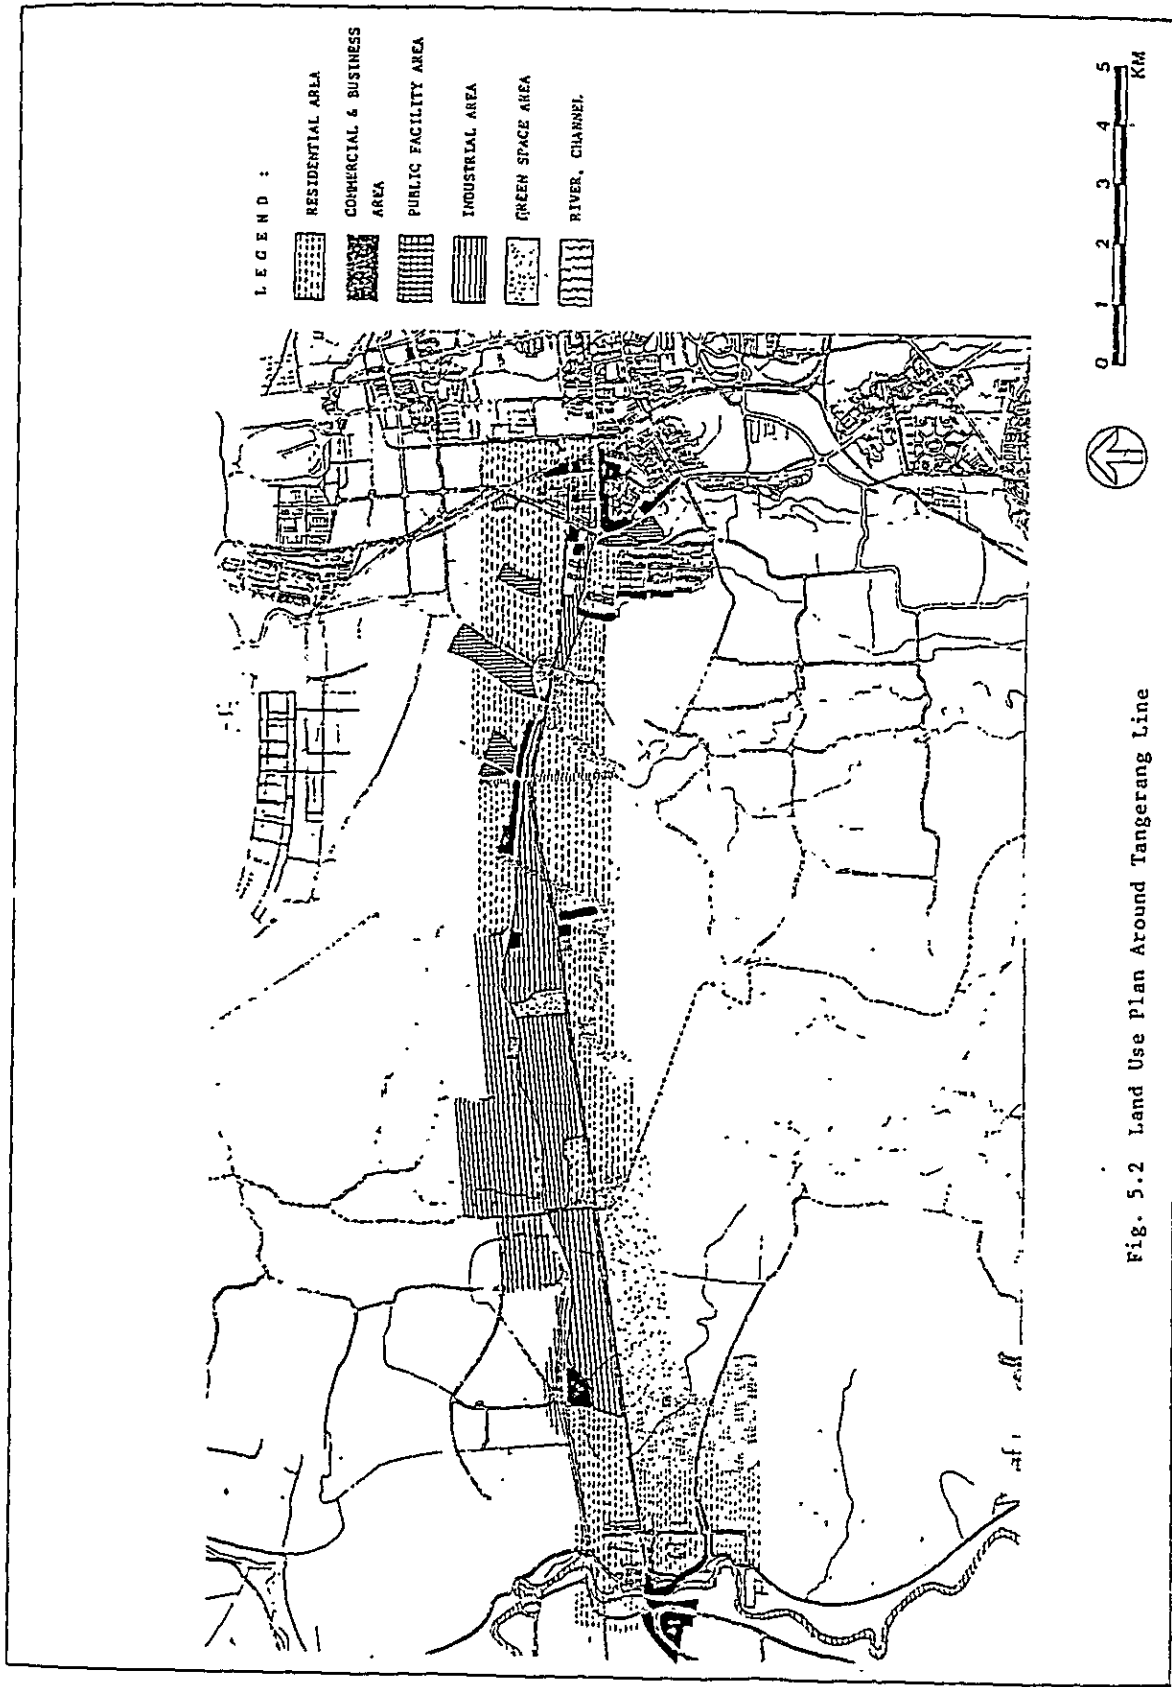 LEGEND :
RESIDENTIAL AREA
COMMERCIAL & BUSINESS
AREA
PUBLIC FACILITY AREA
INDUSTRIAL AREA
GREEN SPACE AREA
RIVER, CHANNEL
0 1 2 3 4 5
KM
Fig. 5.2 Land Use Plan Around Tangerang Line